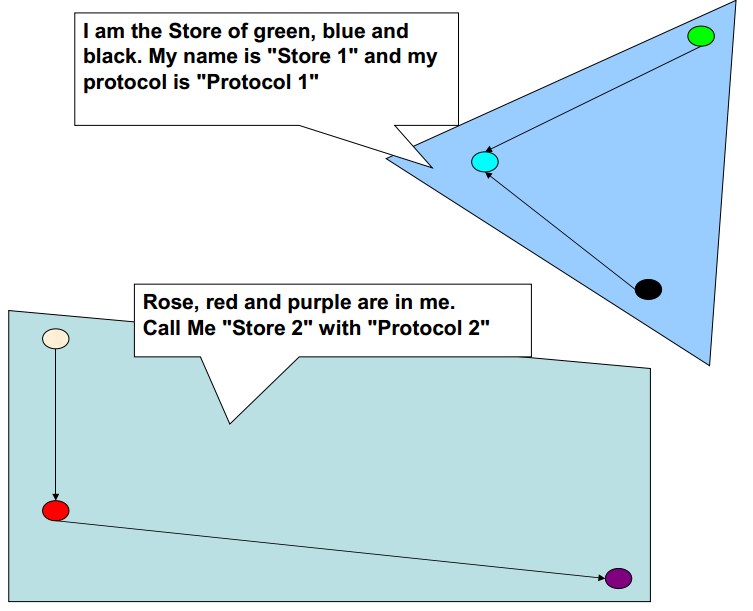 I am the Store of green, blue and
black. My name is "Store 1" and my
protocol is "Protocol 1"
Rose, red and purple are in me.
Call Me "Store 2" with "Protocol 2"